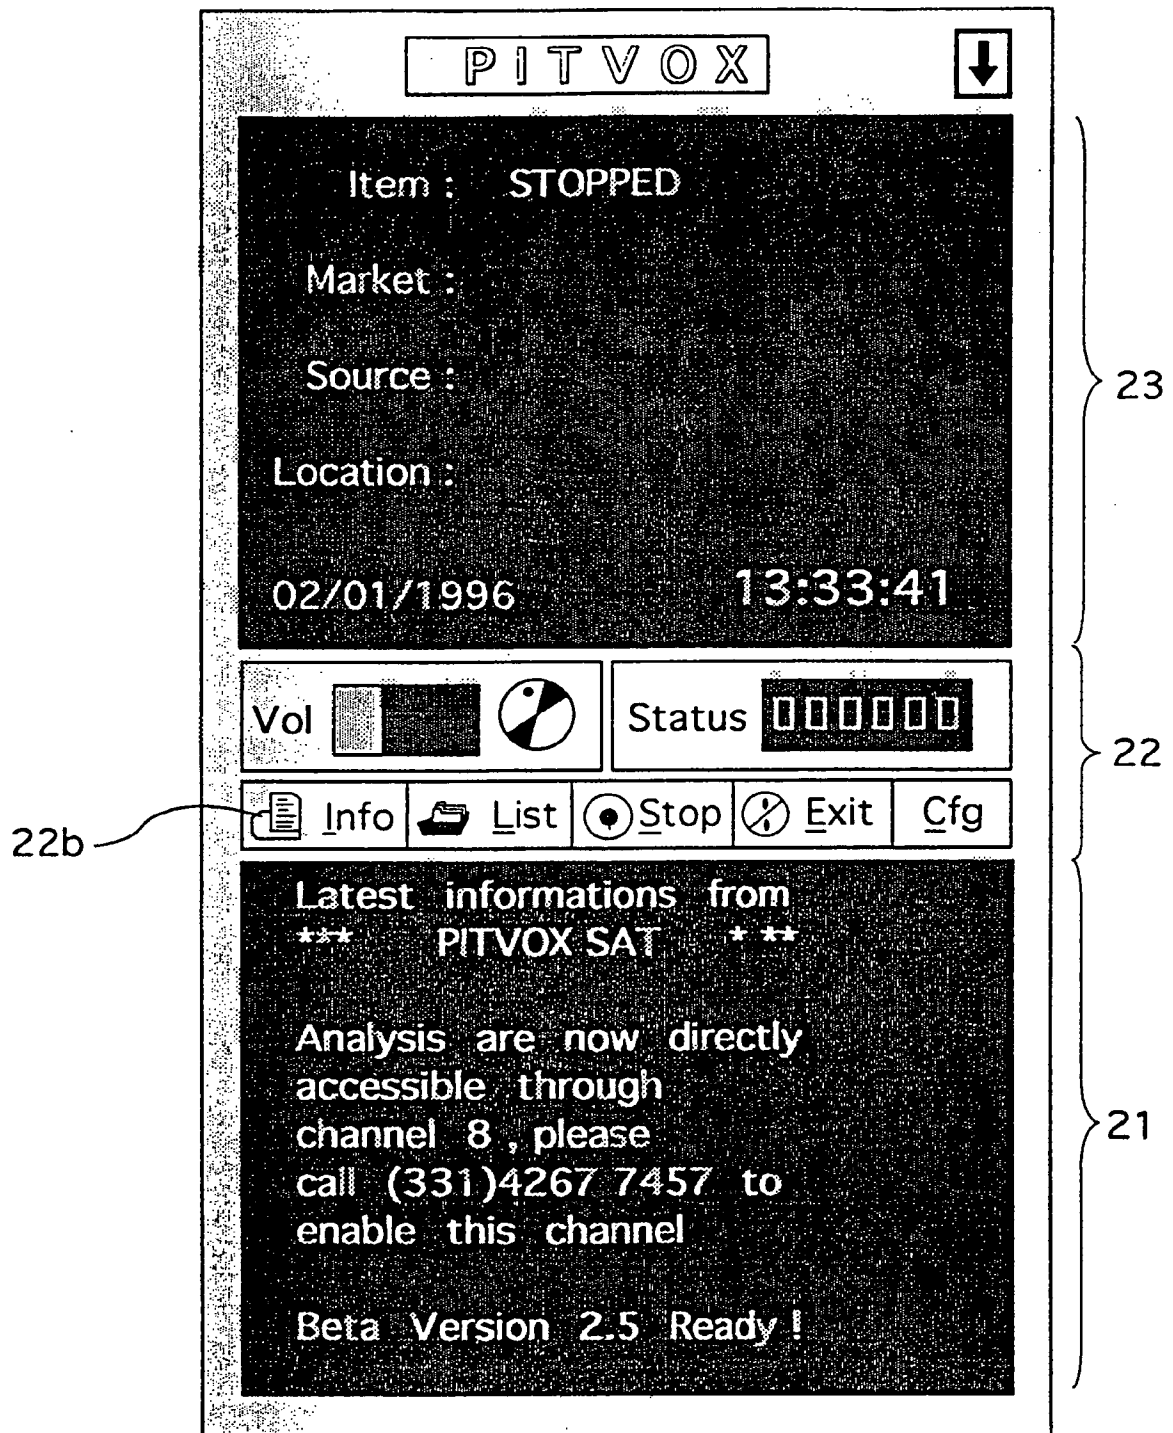 PITVOX
Item : STOPPED
Market :
Source :
Location :
02/01/1996 13:33:41
23
Vol Status 000000
22
Info List Stop Exit Cfg
22b
Latest informations from
*** PITVOX SAT * **
Analysis are now directly
accessible through
channel 8 , please
call (331)4267 7457 to
enable this channel
21
Beta Version 2.5 Ready !